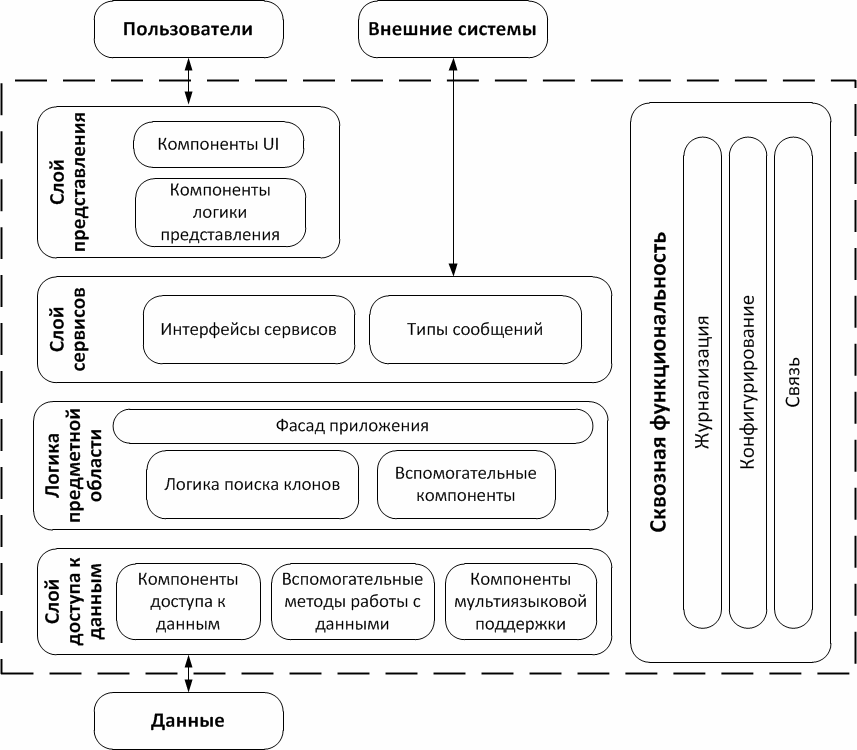 Пользователи
Внешние системы
Слой
представления
Компоненты UI
Компоненты
логики
представления
Слой
сервисов
Интерфейсы сервисов
Типы сообщений
Логика
предметной
области
Фасад приложения
Логика поиска клонов
Вспомогательные
компоненты
Слой
доступа к
данным
Компоненты
доступа к
данным
Вспомогательные
методы работы с
данными
Компоненты
мультиязыковой
поддержки
Сквозная функциональность
Журнализация
Конфигурирование
Связь
Данные